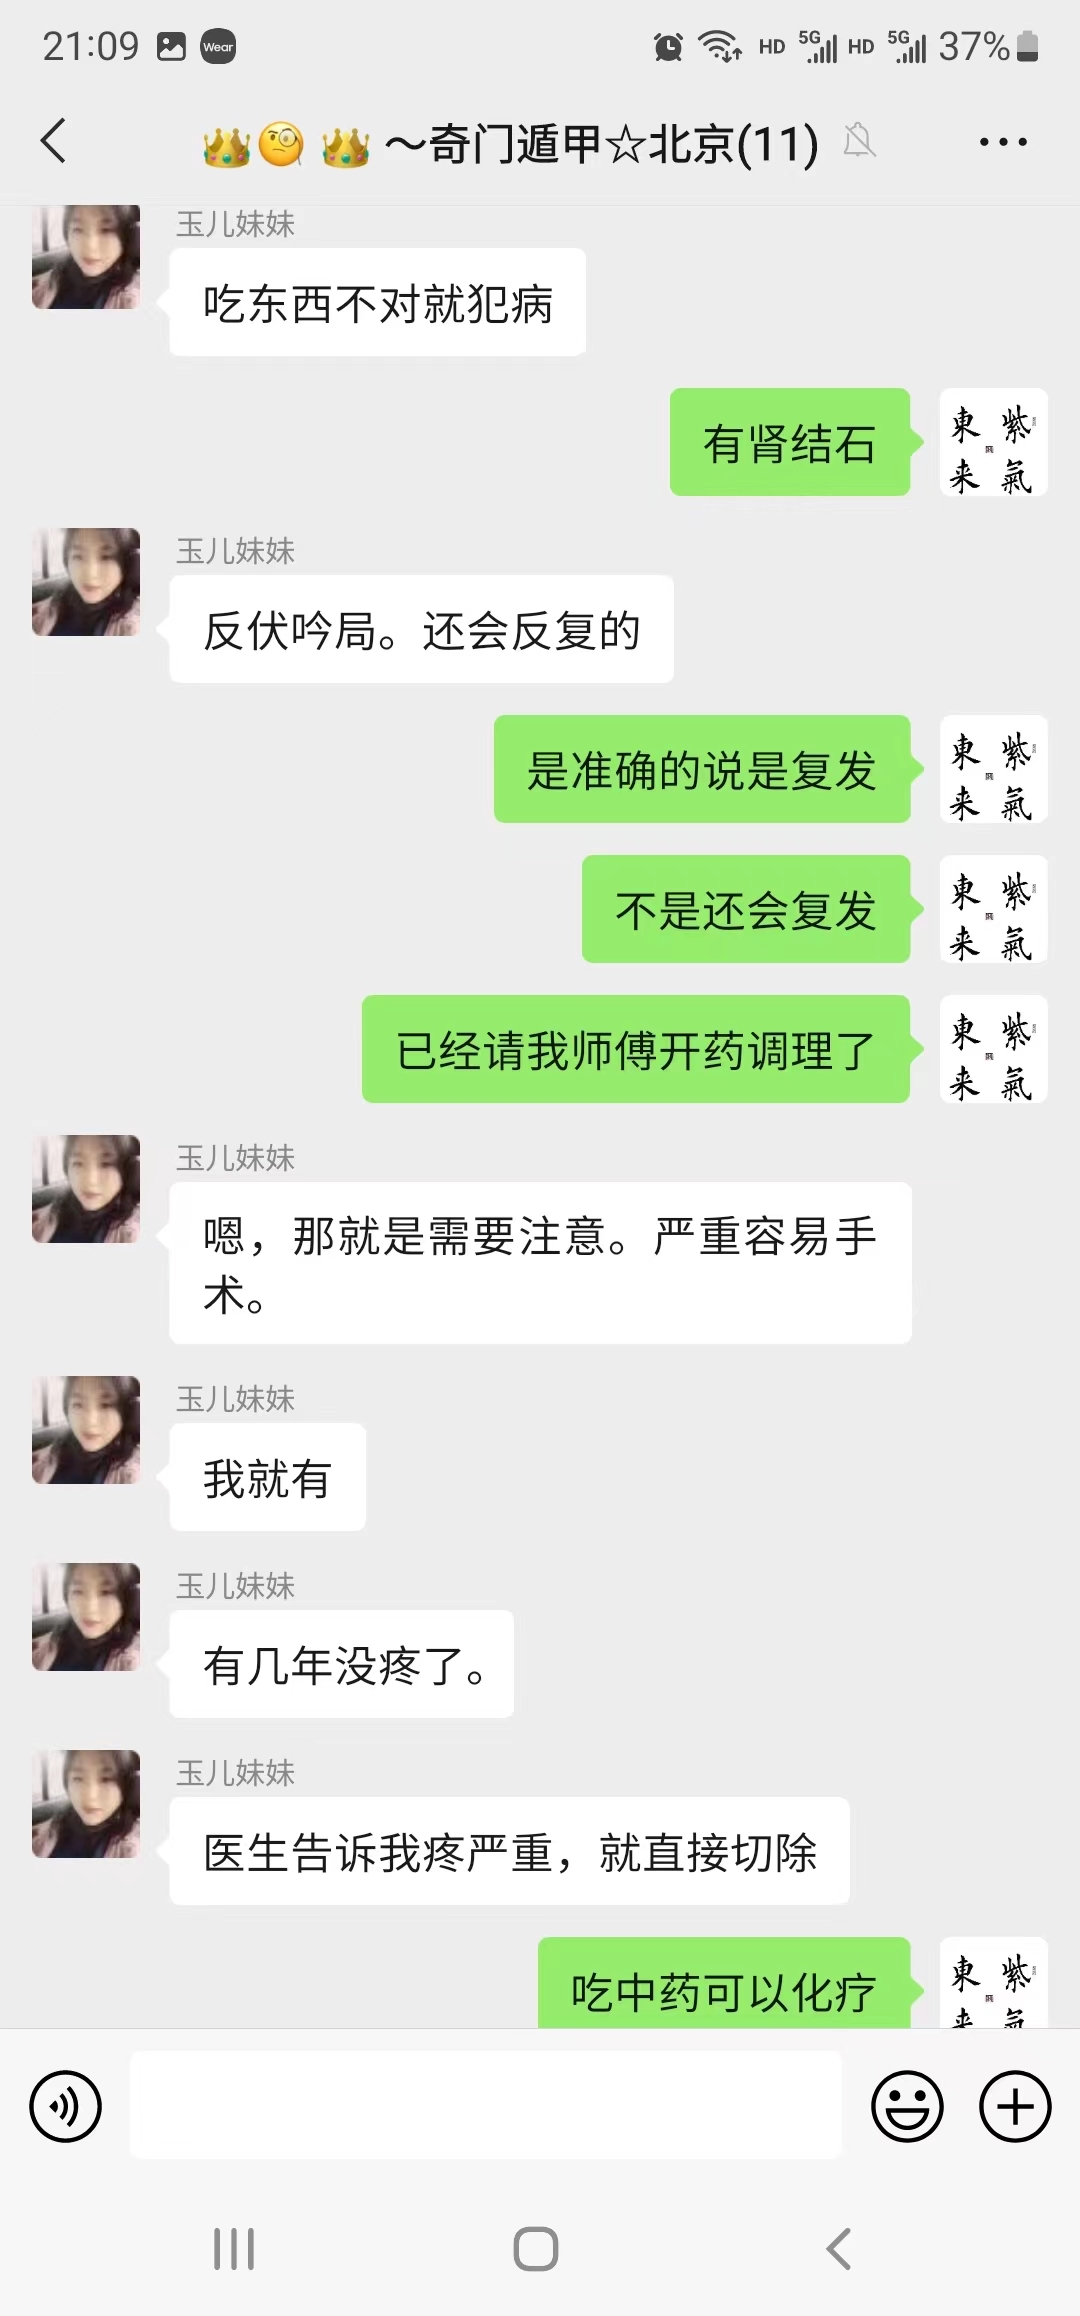 21:09 Wear HD 5G HD 5G 37%
👑🧐 👑 ～奇门遁甲☆北京(11)
玉儿妹妹
吃东西不对就犯病
有肾结石
紫氣東来
玉儿妹妹
反伏吟局。还会反复的
是准确的说是复发
紫氣東来
不是还会复发
紫氣東来
已经请我师傅开药调理了
紫氣東来
玉儿妹妹
嗯，那就是需要注意。严重容易手
术。
玉儿妹妹
我就有
玉儿妹妹
有几年没疼了。
玉儿妹妹
医生告诉我疼严重，就直接切除
吃中药可以化疗
紫氣東来